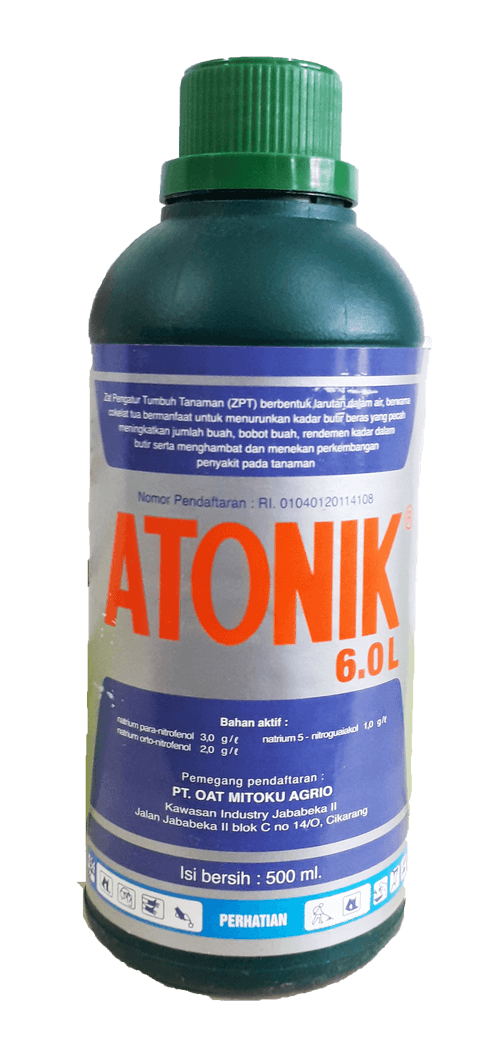 Zat Pengatur Tumbuh Tanaman (ZPT) berbentuk larutan dalam air, berwarna
cokelat tua bermanfaat untuk menurunkan kadar butir beras yang pecah
meningkatkan jumlah buah, bobot buah, rendemen kadar dalam
butir serta menghambat dan menekan perkembangan
penyakit pada tanaman
Nomor Pendaftaran : RI. 01040120114108
ATONIK®
6.0 L
Bahan aktif :
natrium para-nitrofenol 3,0 g/ℓ natrium 5 - nitroguaiakol 1,0 g/ℓ
natrium orto-nitrofenol 2,0 g/ℓ
Pemegang pendaftaran :
PT. OAT MITOKU AGRIO
Kawasan Industry Jababeka II
Jalan Jababeka II blok C no 14/O, Cikarang
Isi bersih : 500 ml.
PERHATIAN